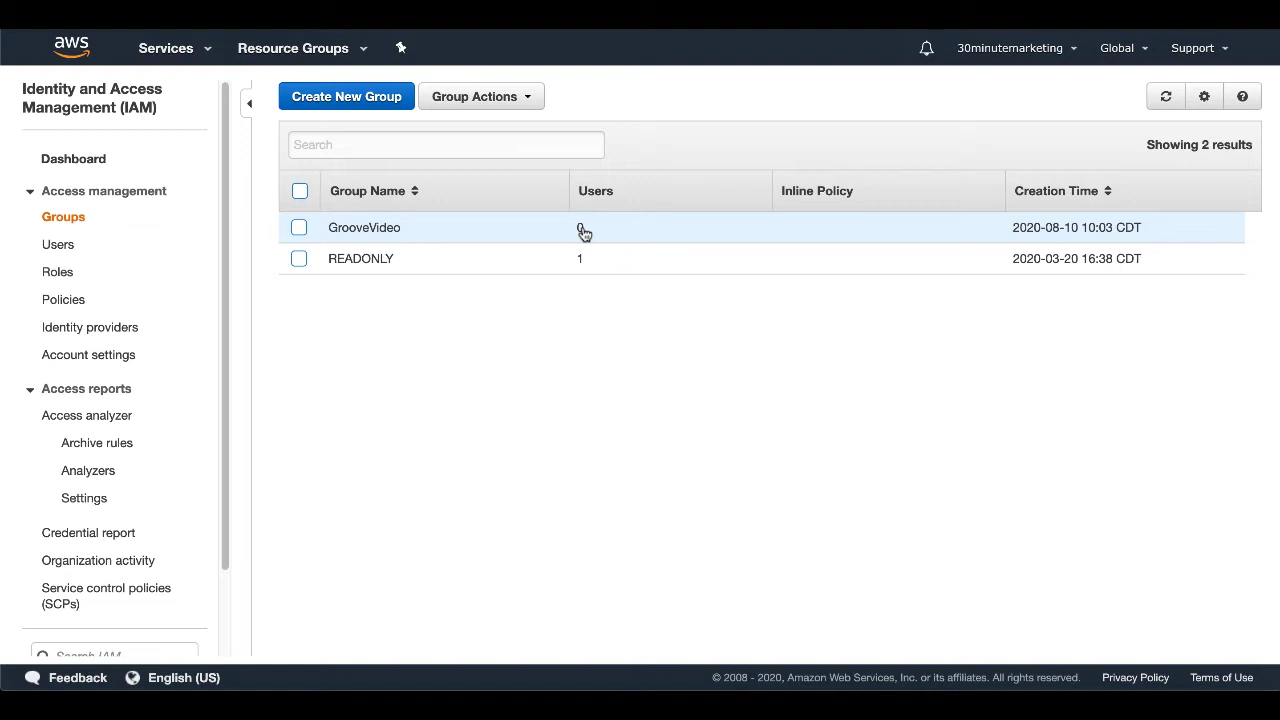 aws
Services
Resource Groups
30minutemarketing
Global
Support
Identity and Access
Management (IAM)
Dashboard
Access management
Groups
Users
Roles
Policies
Identity providers
Account settings
Access reports
Access analyzer
Archive rules
Analyzers
Settings
Credential report
Organization activity
Service control policies
(SCPs)
Search IAM
Create New Group
Group Actions
Search
Showing 2 results
Group Name
Users
Inline Policy
Creation Time
GrooveVideo 0 2020-08-10 10:03 CDT
READONLY 1 2020-03-20 16:38 CDT
Feedback
English (US)
© 2008 - 2020, Amazon Web Services, Inc. or its affiliates. All rights reserved.
Privacy Policy
Terms of Use